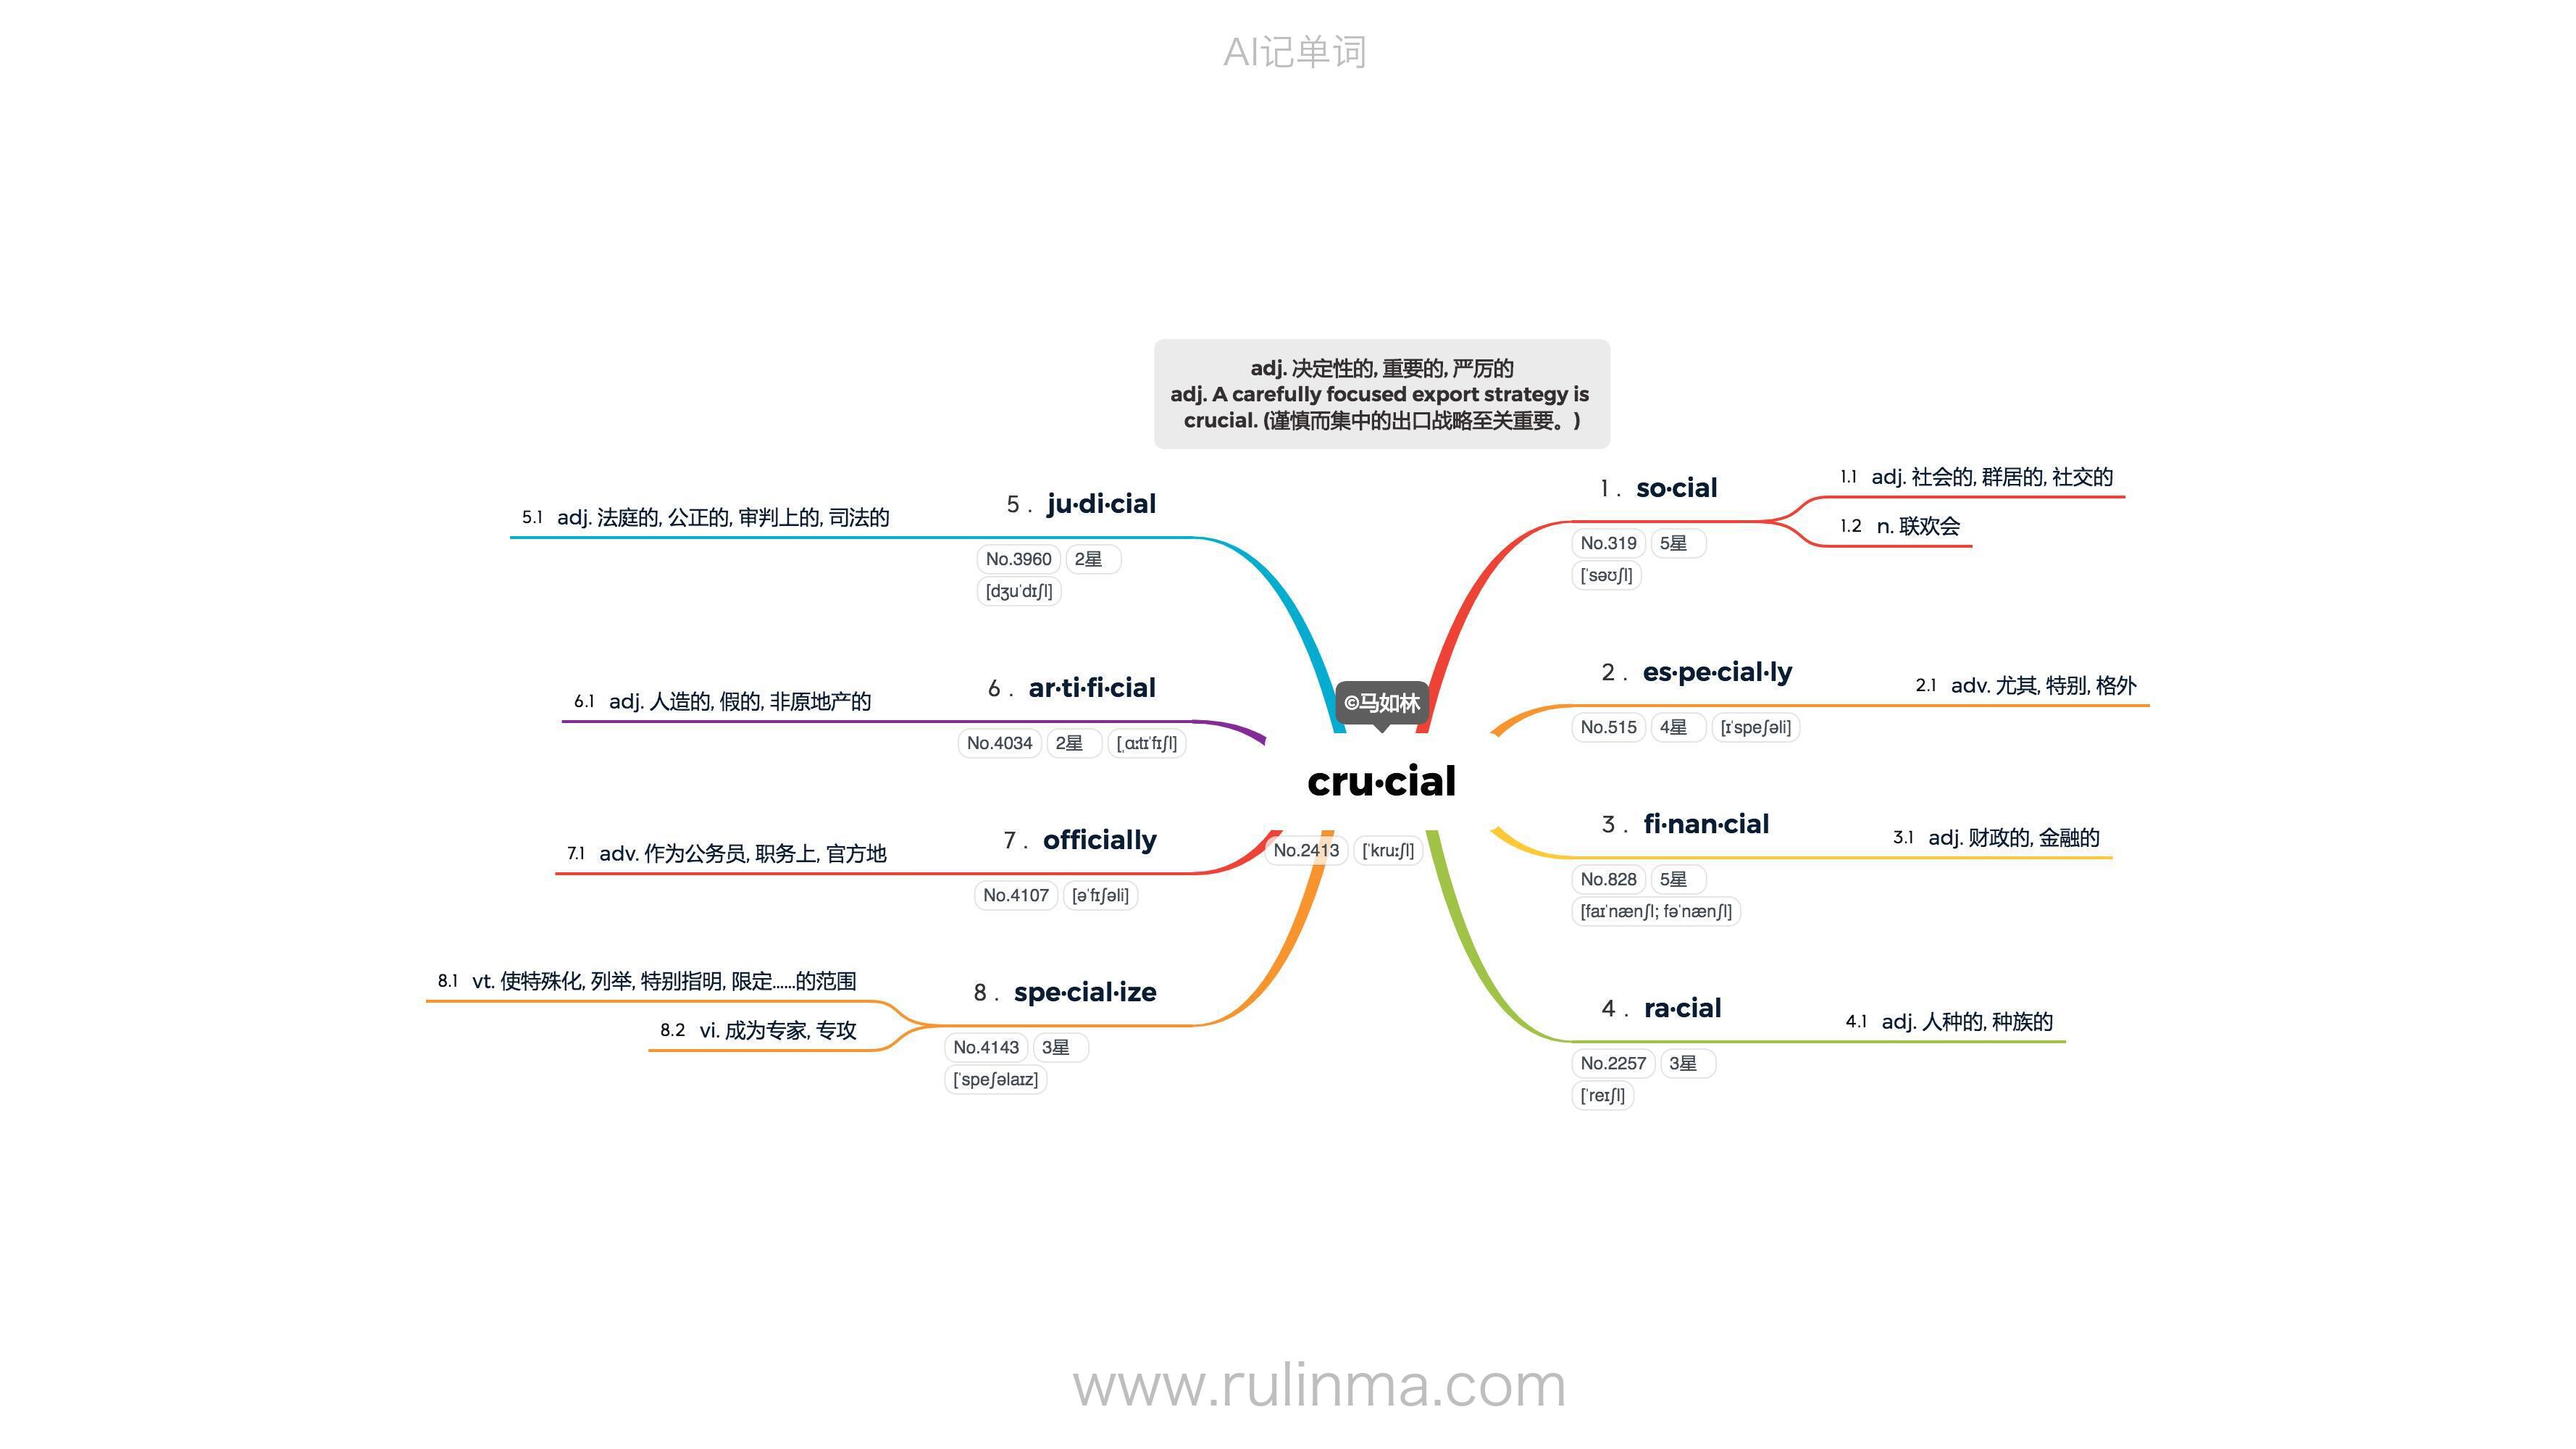 AI记单词
adj. 决定性的, 重要的, 严厉的
adj. A carefully focused export strategy is
crucial. (谨慎而集中的出口战略至关重要。)
©马如林
cru·cial
No.2413 [ˈkruːʃl]
1 . so·cial
No.319 5星
[ˈsəʊʃl]
1.1 adj. 社会的, 群居的, 社交的
1.2 n. 联欢会
2 . es·pe·cial·ly
No.515 4星 [ɪˈspeʃəli]
2.1 adv. 尤其, 特别, 格外
3 . fi·nan·cial
No.828 5星
[faɪˈnænʃl; fəˈnænʃl]
3.1 adj. 财政的, 金融的
4 . ra·cial
No.2257 3星
[ˈreɪʃl]
4.1 adj. 人种的, 种族的
5 . ju·di·cial
No.3960 2星
[dʒuˈdɪʃl]
5.1 adj. 法庭的, 公正的, 审判上的, 司法的
6 . ar·ti·fi·cial
No.4034 2星 [ˌɑːtɪˈfɪʃl]
6.1 adj. 人造的, 假的, 非原地产的
7 . officially
No.4107 [əˈfɪʃəli]
7.1 adv. 作为公务员, 职务上, 官方地
8 . spe·cial·ize
No.4143 3星
[ˈspeʃəlaɪz]
8.1 vt. 使特殊化, 列举, 特别指明, 限定......的范围
8.2 vi. 成为专家, 专攻
www.rulinma.com